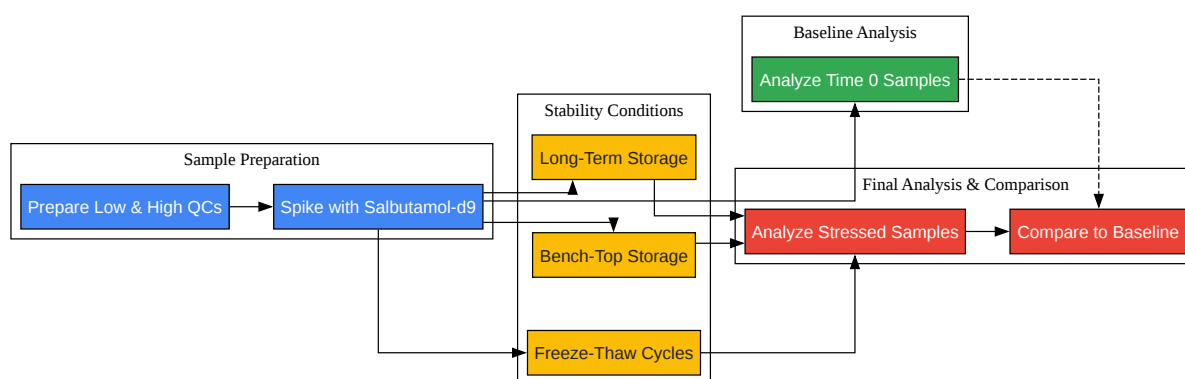 Baseline Analysis
Analyze Time 0 Samples
Stability Conditions
Long-Term Storage
Sample Preparation
Final Analysis & Comparison
Prepare Low & High QCs
Spike with Salbutamol-d9
Analyze Stressed Samples
Compare to Baseline
Bench-Top Storage
Freeze-Thaw Cycles